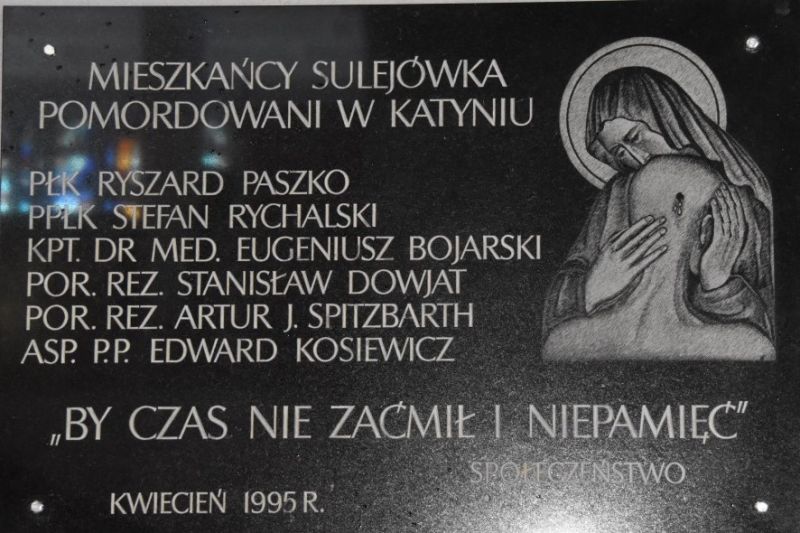 MIESZKAŃCY SULEJÓWKA
POMORDOWANI W KATYNIU
PŁK RYSZARD PASZKO
PPŁK STEFAN RYCHALSKI
KPT. DR MED. EUGENIUSZ BOJARSKI
POR. REZ. STANISŁAW DOWJAT
POR. REZ. ARTUR J. SPITZBARTH
ASP. P.P. EDWARD KOSIEWICZ
„BY CZAS NIE ZAĆMIŁ I NIEPAMIĘĆ"
SPOŁECZEŃSTWO
KWIECIEŃ 1995 R.